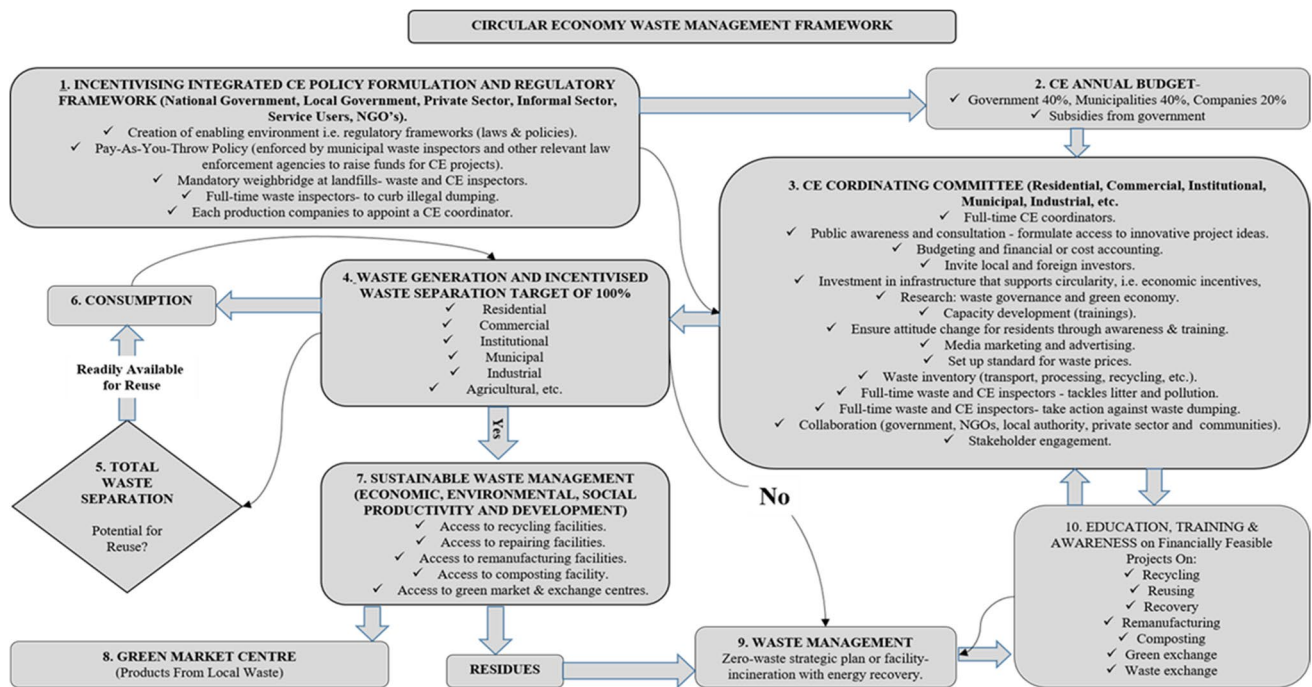 CIRCULAR ECONOMY WASTE MANAGEMENT FRAMEWORK
1. INCENTIVISING INTEGRATED CE POLICY FORMULATION AND REGULATORY
FRAMEWORK (National Government, Local Government, Private Sector, Informal Sector,
Service Users, NGO's).
✓ Creation of enabling environment i.e. regulatory frameworks (laws & policies).
✓ Pay-As-You-Throw Policy (enforced by municipal waste inspectors and other relevant law
enforcement agencies to raise funds for CE projects).
✓ Mandatory weighbridge at landfills- waste and CE inspectors.
✓ Full-time waste inspectors- to curb illegal dumping.
✓ Each production companies to appoint a CE coordinator.
2. CE ANNUAL BUDGET-
✓ Government 40%, Municipalities 40%, Companies 20%
✓ Subsidies from government
3. CE CORDINATING COMMITTEE (Residential, Commercial, Institutional,
Municipal, Industrial, etc.
✓ Full-time CE coordinators.
✓ Public awareness and consultation - formulate access to innovative project ideas.
✓ Budgeting and financial or cost accounting.
✓ Invite local and foreign investors.
✓ Investment in infrastructure that supports circularity, i.e. economic incentives,
✓ Research: waste governance and green economy.
✓ Capacity development (trainings).
✓ Ensure attitude change for residents through awareness & training.
✓ Media marketing and advertising.
✓ Set up standard for waste prices.
✓ Waste inventory (transport, processing, recycling, etc.).
✓ Full-time waste and CE inspectors - tackles litter and pollution.
✓ Full-time waste and CE inspectors- take action against waste dumping.
✓ Collaboration (government, NGOs, local authority, private sector and communities).
✓ Stakeholder engagement.
4. WASTE GENERATION AND INCENTIVISED
WASTE SEPARATION TARGET OF 100%
✓ Residential
✓ Commercial
✓ Institutional
✓ Municipal
✓ Industrial
✓ Agricultural, etc.
6. CONSUMPTION
Readily Available
for Reuse
5. TOTAL
WASTE
SEPARATION
Potential for
Reuse?
Yes
7. SUSTAINABLE WASTE MANAGEMENT
(ECONOMIC, ENVIRONMENTAL, SOCIAL
PRODUCTIVITY AND DEVELOPMENT)
✓ Access to recycling facilities.
✓ Access to repairing facilities.
✓ Access to remanufacturing facilities.
✓ Access to composting facility.
✓ Access to green market & exchange centres.
No
8. GREEN MARKET CENTRE
(Products From Local Waste)
RESIDUES
9. WASTE MANAGEMENT
Zero-waste strategic plan or facility-
incineration with energy recovery.
10. EDUCATION, TRAINING &
AWARENESS on Financially Feasible
Projects On:
✓ Recycling
✓ Reusing
✓ Recovery
✓ Remanufacturing
✓ Composting
✓ Green exchange
✓ Waste exchange